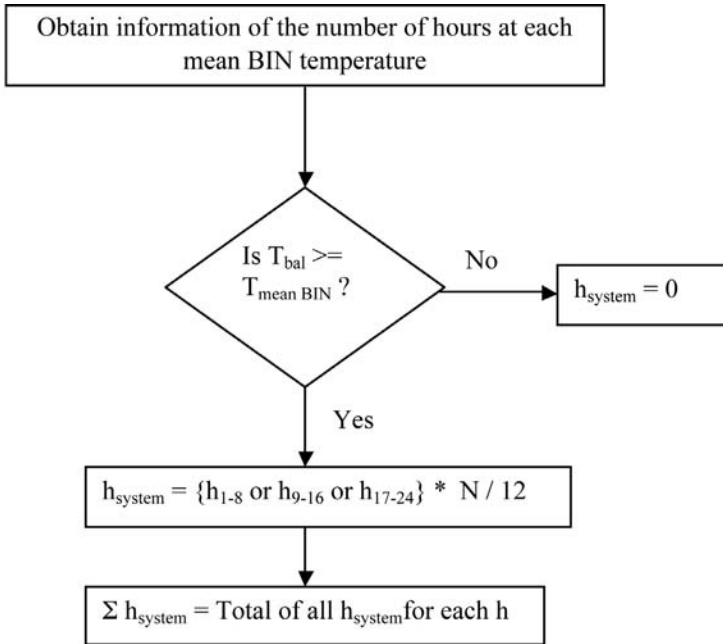 Obtain information of the number of hours at each
mean BIN temperature
Is T_bal >=
T_mean BIN ?
No
h_system = 0
Yes
h_system = {h_1-8 or h_9-16 or h_17-24} * N / 12
Σ h_system = Total of all h_system for each h